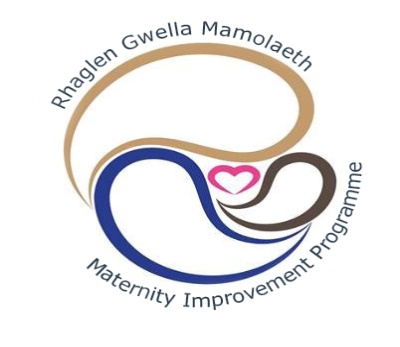 Rhaglen Gwella Mamolaeth
Maternity Improvement Programme